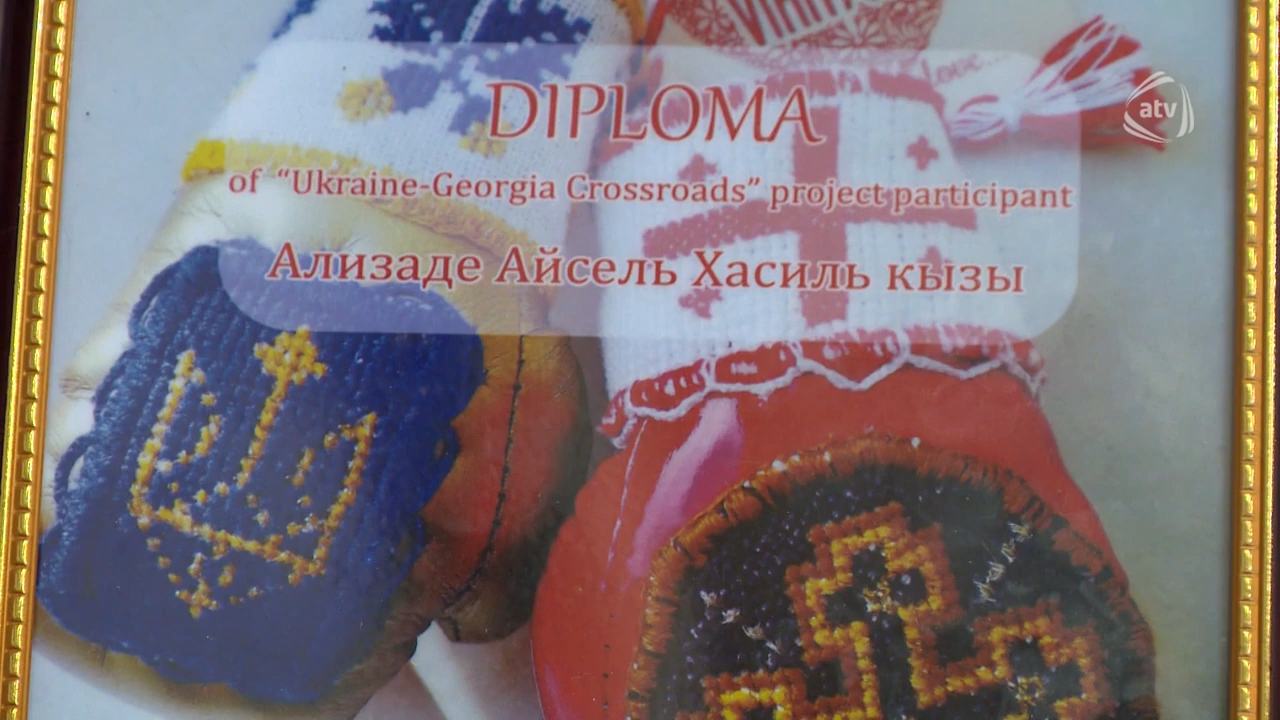 atv
DIPLOMA
of “Ukraine-Georgia Crossroads” project participant
Ализаде Айсель Хасиль кызы